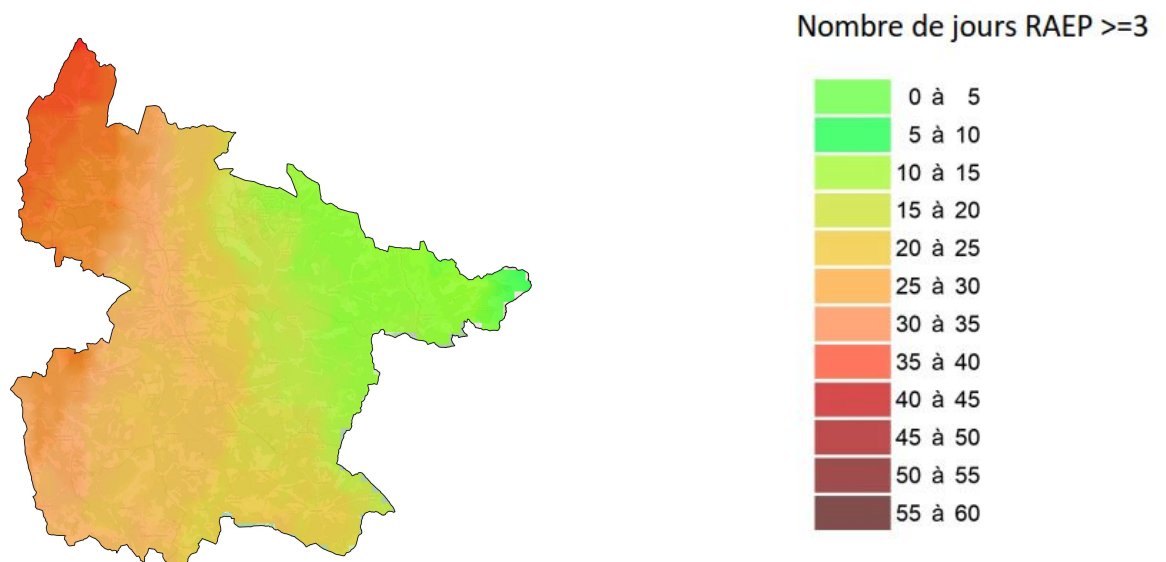 Nombre de jours RAEP >=3
0 à 5
5 à 10
10 à 15
15 à 20
20 à 25
25 à 30
30 à 35
35 à 40
40 à 45
45 à 50
50 à 55
55 à 60